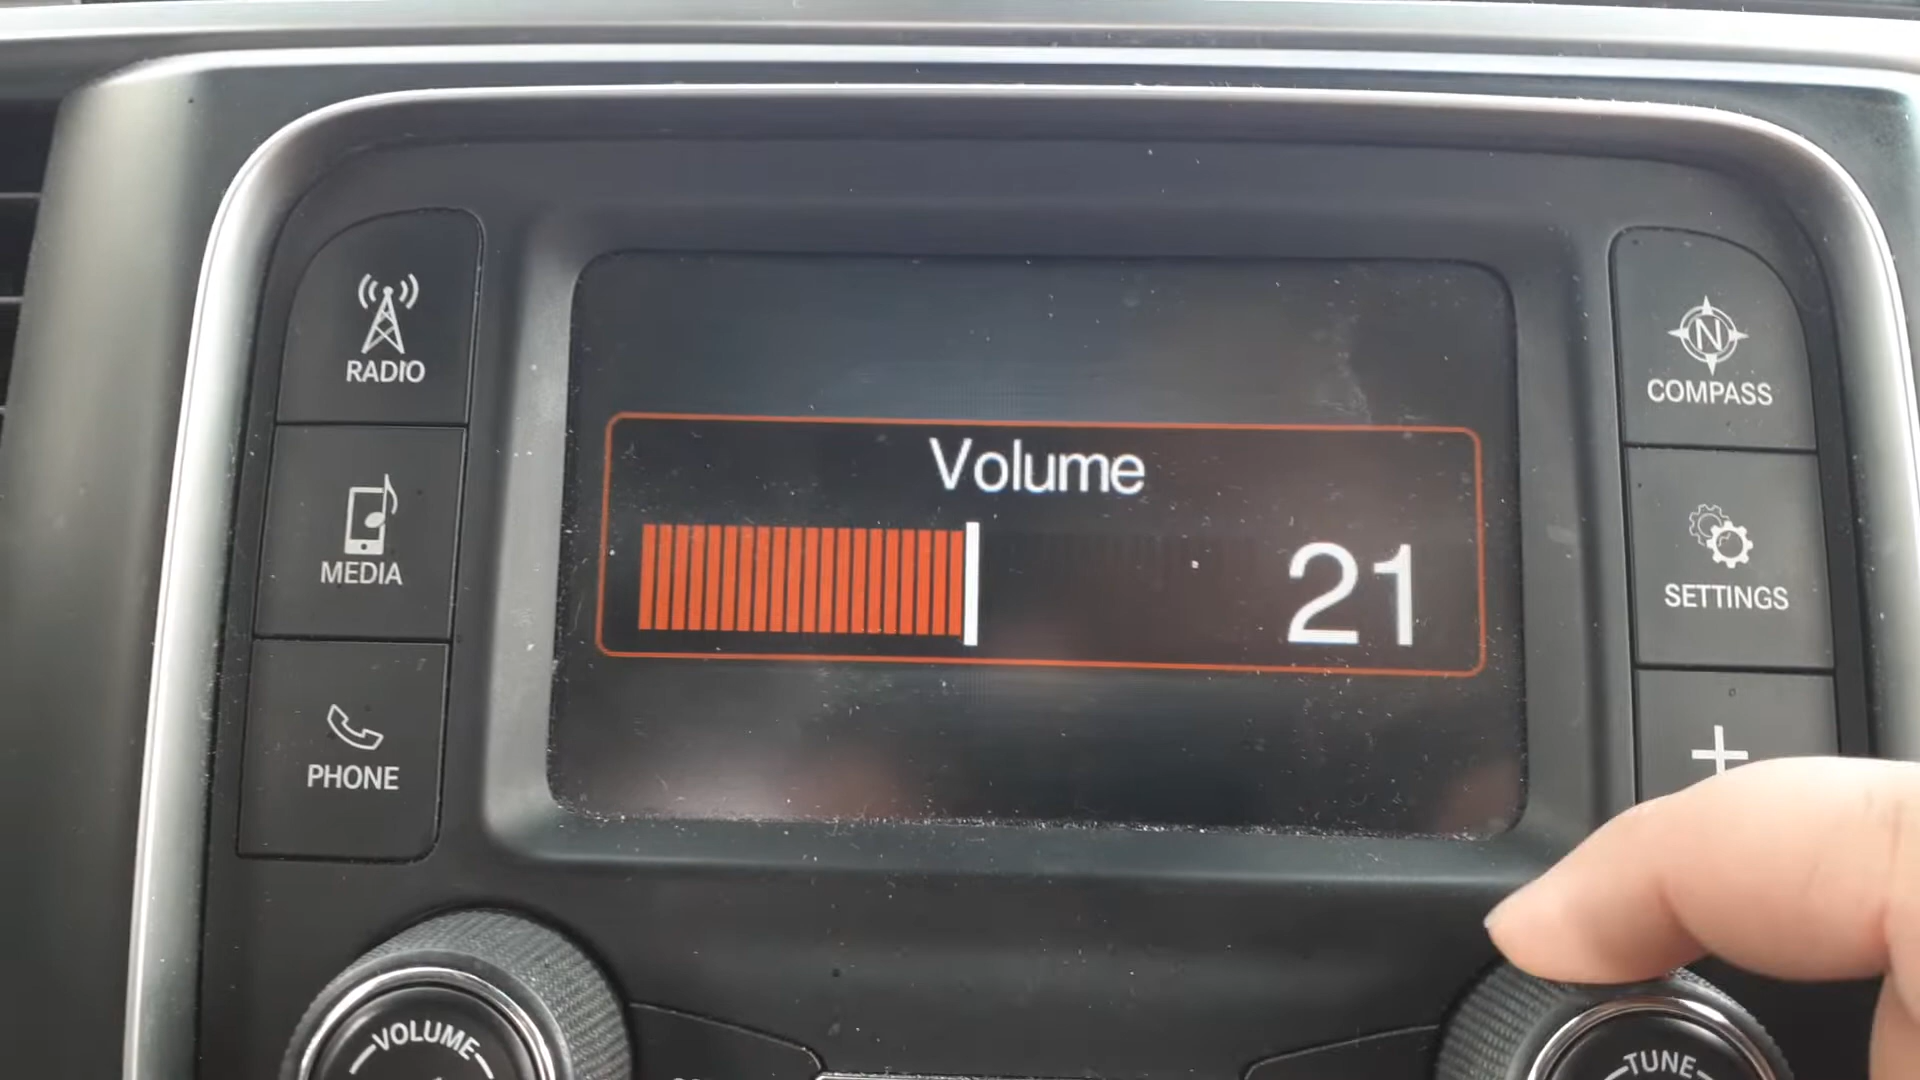 RADIO
MEDIA
PHONE
Volume
21
N
COMPASS
SETTINGS
+
VOLUME
TUNE